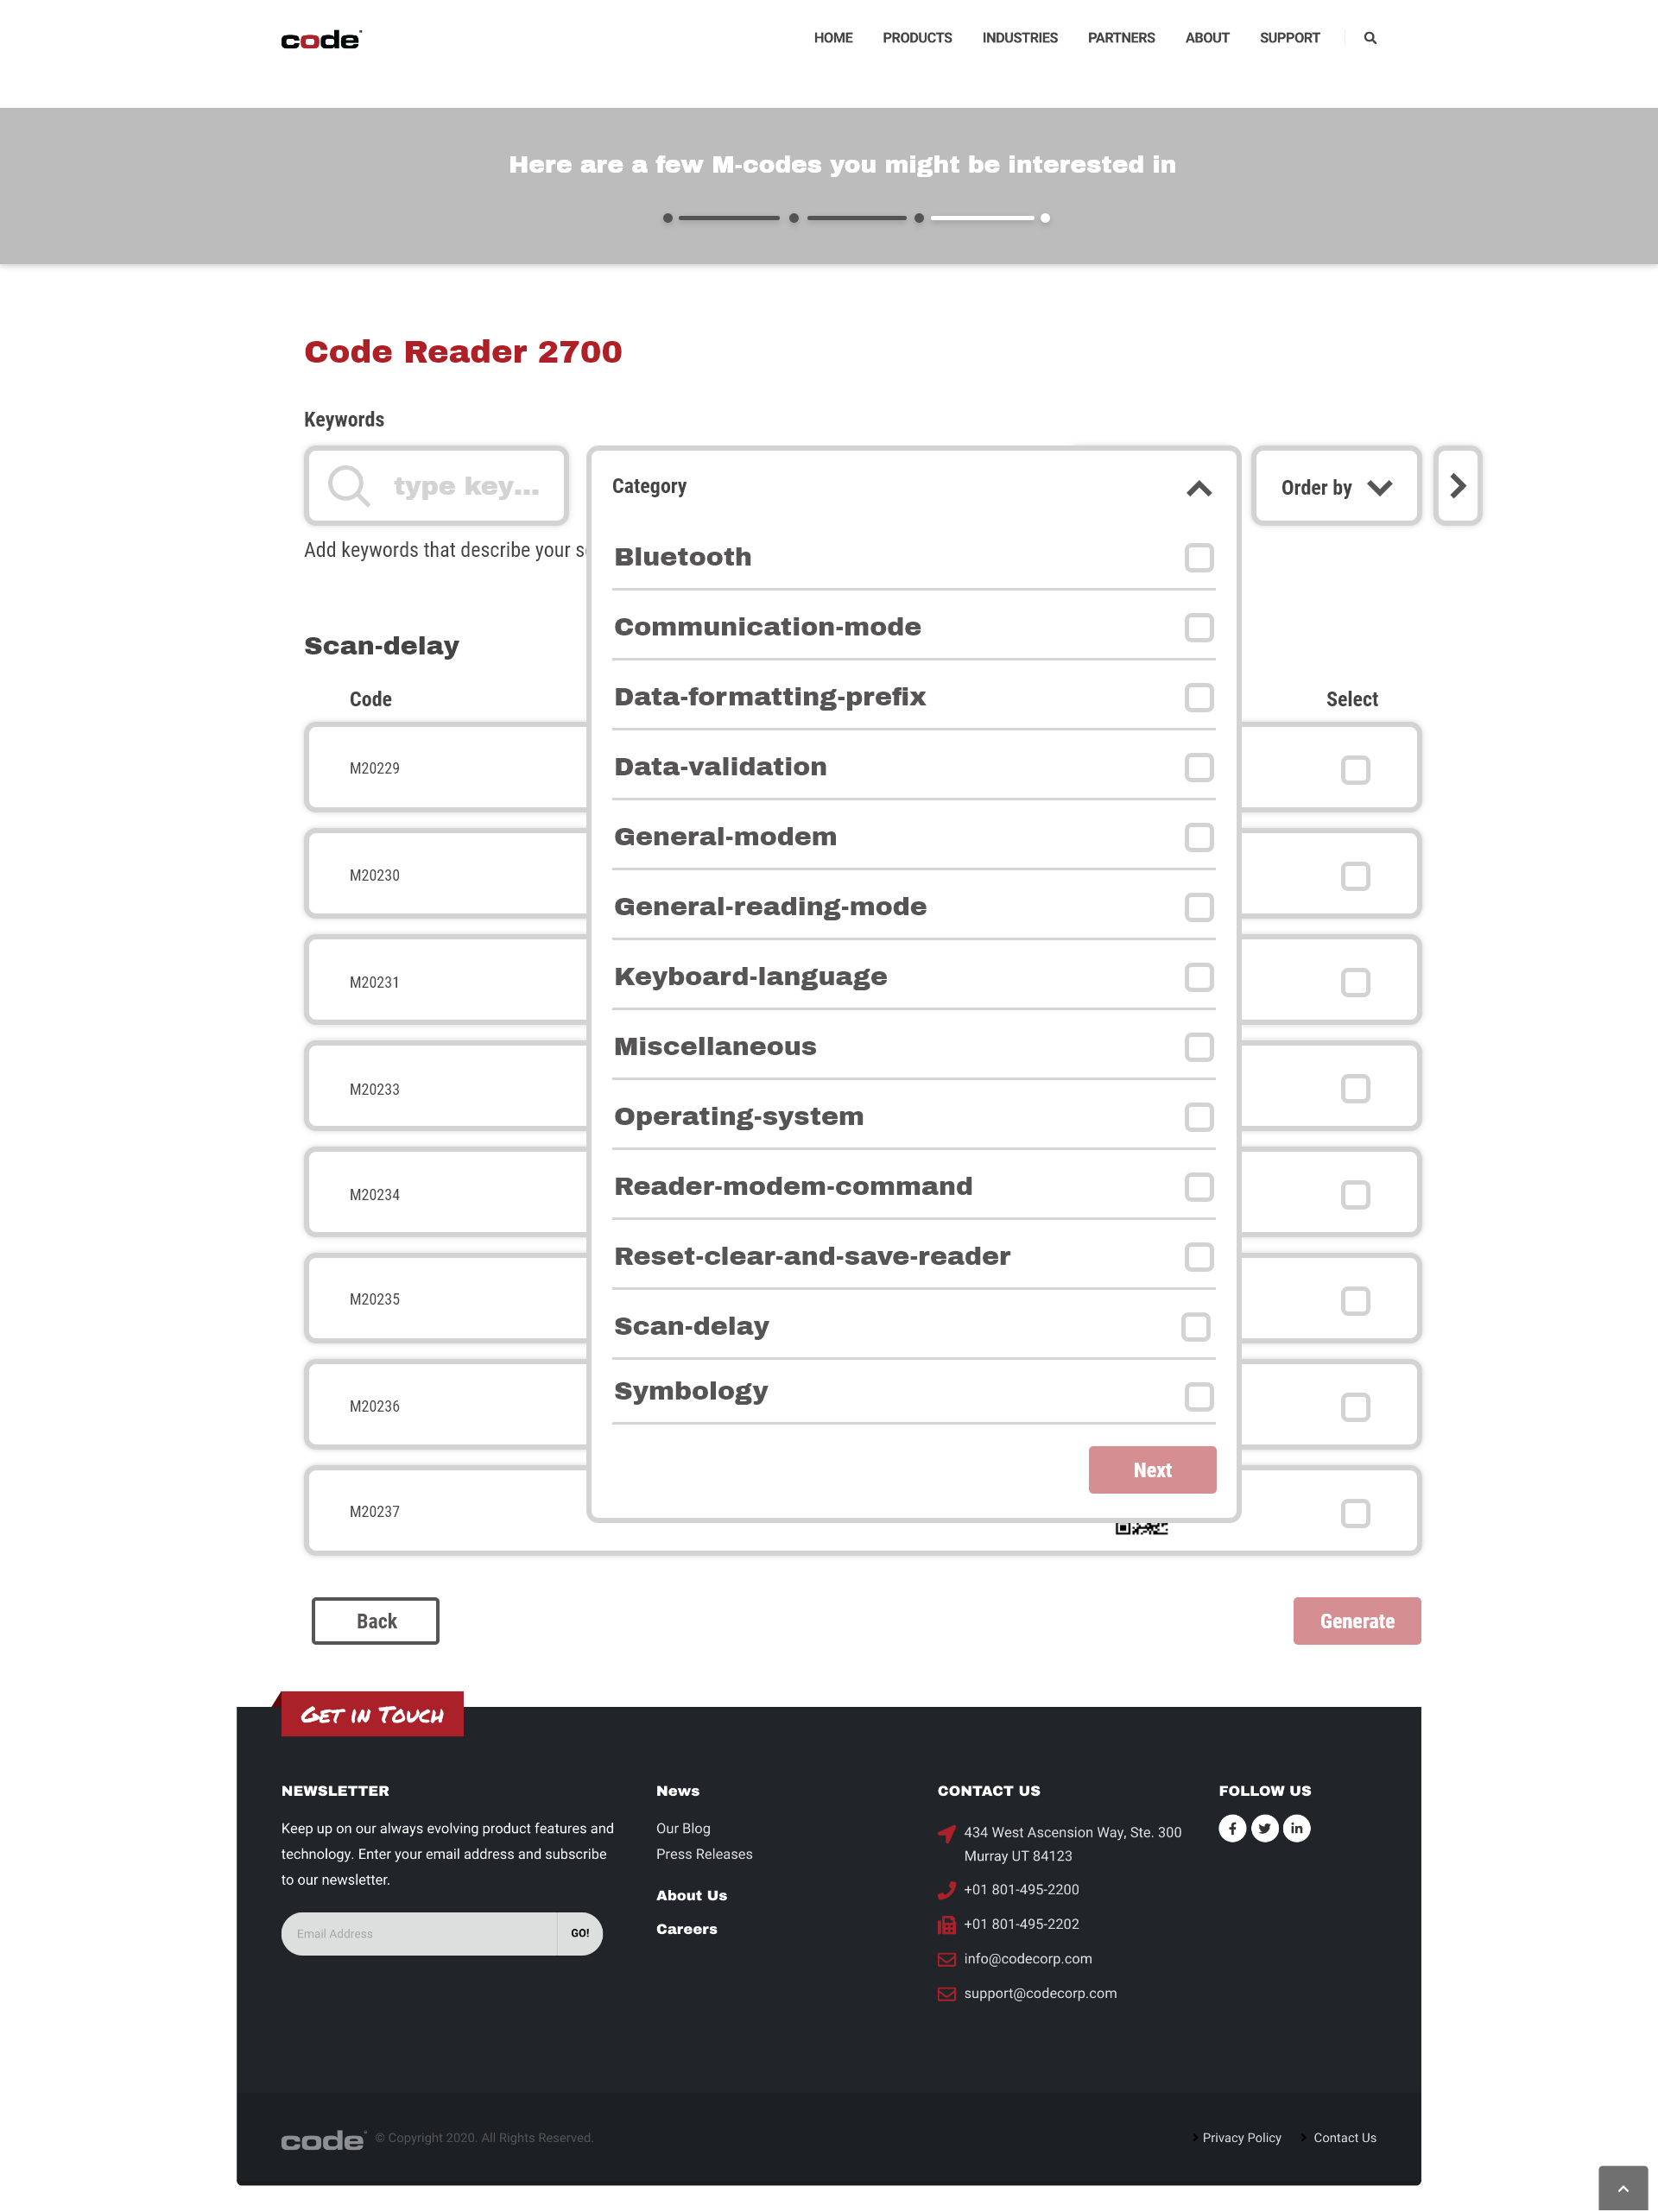 code
HOME PRODUCTS INDUSTRIES PARTNERS ABOUT SUPPORT
Here are a few M-codes you might be interested in
Code Reader 2700
Keywords
type key...
Category
Order by
Add keywords that describe your s
Bluetooth
Communication-mode
Scan-delay
Data-formatting-prefix
Code
Select
Data-validation
M20229
General-modem
M20230
General-reading-mode
Keyboard-language
M20231
Miscellaneous
M20233
Operating-system
Reader-modem-command
M20234
Reset-clear-and-save-reader
M20235
Scan-delay
Symbology
M20236
Next
M20237
Back
Generate
GET IN TOUCH
NEWSLETTER
Keep up on our always evolving product features and
technology. Enter your email address and subscribe
to our newsletter.
Email Address
GO!
News
Our Blog
Press Releases
About Us
Careers
CONTACT US
434 West Ascension Way, Ste. 300
Murray UT 84123
+01 801-495-2200
+01 801-495-2202
info@codecorp.com
support@codecorp.com
FOLLOW US
code © Copyright 2020. All Rights Reserved.
Privacy Policy Contact Us